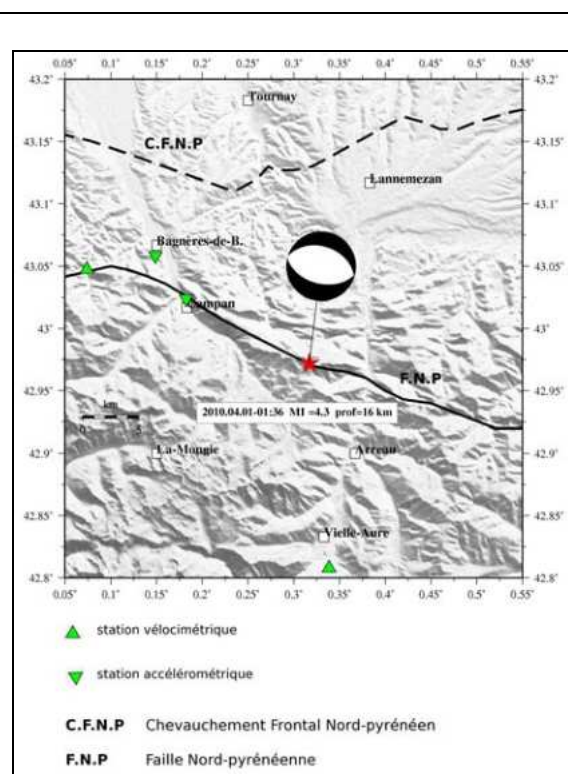 0.05° 0.1° 0.15° 0.2° 0.25° 0.3° 0.35° 0.4° 0.45° 0.5° 0.55°
43.2° 43.2°
Tournay
43.15° 43.15°
C.F.N.P
Lannemezan
43.1° 43.1°
Bagnères-de-B.
43.05° 43.05°
Campan
43° 43°
42.95° 42.95°
F.N.P
km
2010.04.01-01:36 Ml =4.3 prof=16 km
0 5
42.9° La-Mongie Arreau 42.9°
42.85° 42.85°
Vielle-Aure
42.8° 42.8°
0.05° 0.1° 0.15° 0.2° 0.25° 0.3° 0.35° 0.4° 0.45° 0.5° 0.55°
station vélocimétrique
station accélérométrique
C.F.N.P Chevauchement Frontal Nord-pyrénéen
F.N.P Faille Nord-pyrénéenne